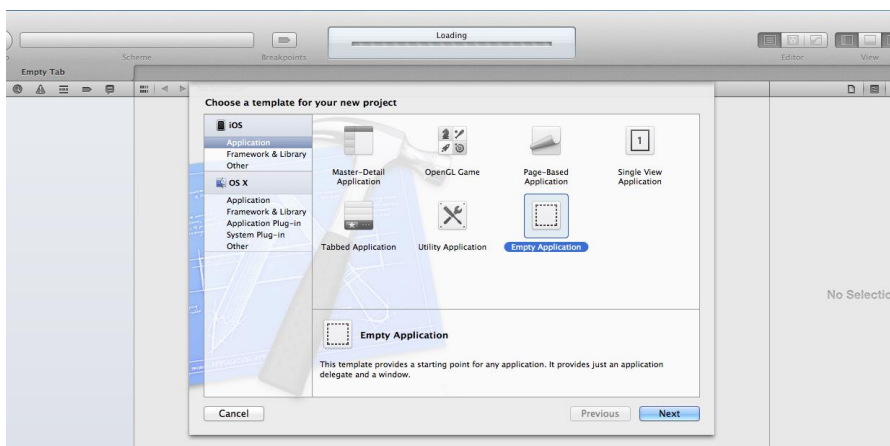 Loading
Scheme
Breakpoints
Editor
View
Empty Tab
Choose a template for your new project
iOS
Application
Framework & Library
Other
OS X
Application
Framework & Library
Application Plug-in
System Plug-in
Other
Master-Detail
Application
OpenGL Game
Page-Based
Application
1
Single View
Application
Tabbed Application
Utility Application
Empty Application
No Selectio
Empty Application
This template provides a starting point for any application. It provides just an application
delegate and a window.
Cancel
Previous
Next